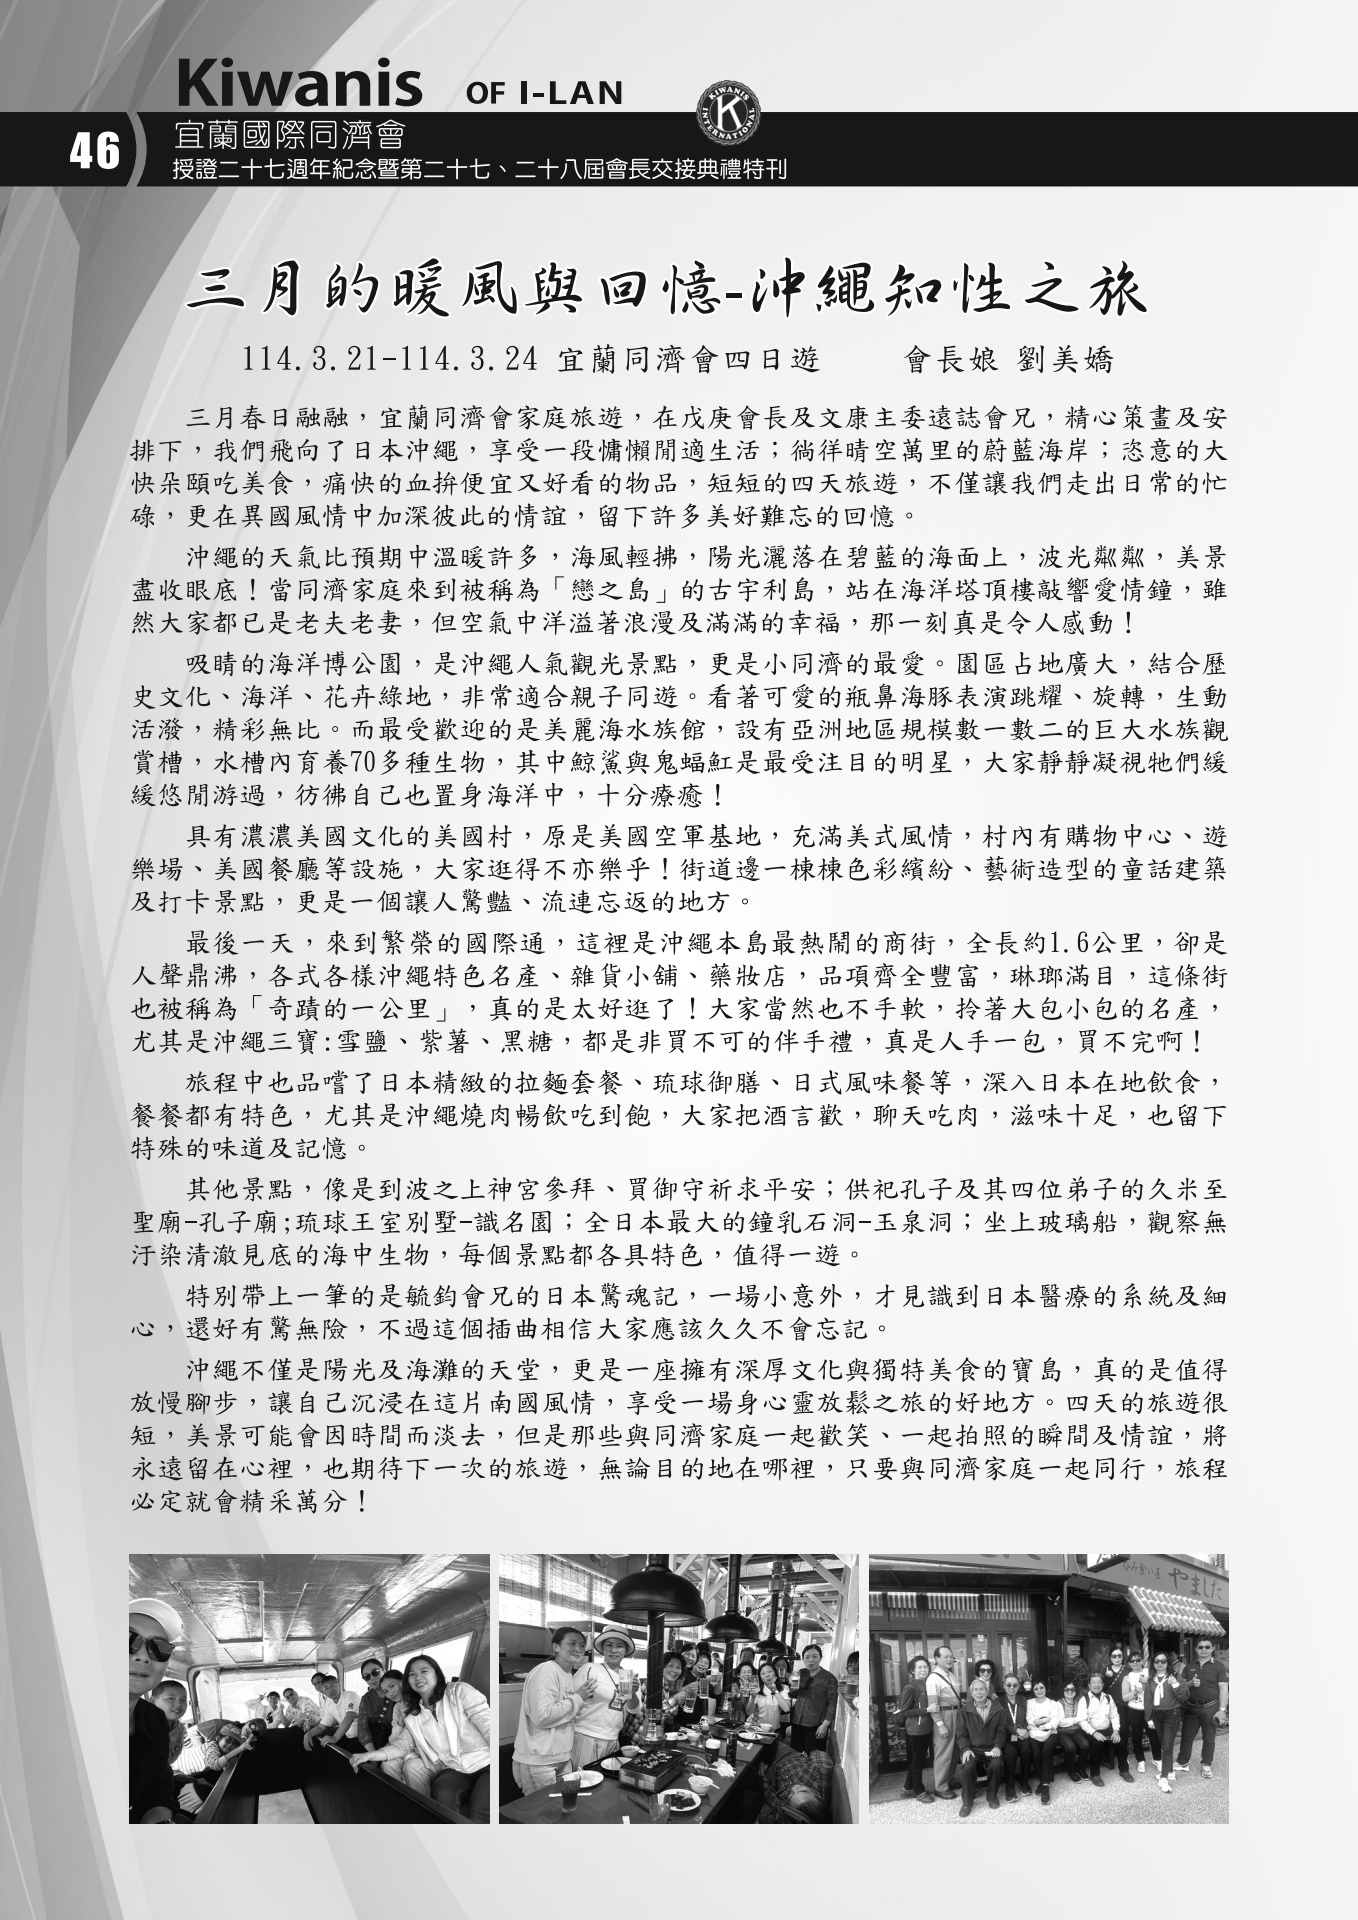 Kiwanis OF I-LAN
KIWANIS INTERNATIONAL
K
46
宜蘭國際同濟會
授證二十七週年紀念暨第二十七、二十八屆會長交接典禮特刊
三月的暖風與回憶-沖繩知性之旅
114.3.21-114.3.24 宜蘭同濟會四日遊 會長娘 劉美嬌
三月春日融融，宜蘭同濟會家庭旅遊，在戊庚會長及文康主委遠誌會兄，精心策畫及安
排下，我們飛向了日本沖繩，享受一段慵懶閒適生活；徜徉晴空萬里的蔚藍海岸；恣意的大
快朵頤吃美食，痛快的血拚便宜又好看的物品，短短的四天旅遊，不僅讓我們走出日常的忙
碌，更在異國風情中加深彼此的情誼，留下許多美好難忘的回憶。
沖繩的天氣比預期中溫暖許多，海風輕拂，陽光灑落在碧藍的海面上，波光粼粼，美景
盡收眼底！當同濟家庭來到被稱為「戀之島」的古宇利島，站在海洋塔頂樓敲響愛情鐘，雖
然大家都已是老夫老妻，但空氣中洋溢著浪漫及滿滿的幸福，那一刻真是令人感動！
吸睛的海洋博公園，是沖繩人氣觀光景點，更是小同濟的最愛。園區占地廣大，結合歷
史文化、海洋、花卉綠地，非常適合親子同遊。看著可愛的瓶鼻海豚表演跳耀、旋轉，生動
活潑，精彩無比。而最受歡迎的是美麗海水族館，設有亞洲地區規模數一數二的巨大水族觀
賞槽，水槽內育養70多種生物，其中鯨鯊與鬼蝠魟是最受注目的明星，大家靜靜凝視牠們緩
緩悠閒游過，彷彿自己也置身海洋中，十分療癒！
具有濃濃美國文化的美國村，原是美國空軍基地，充滿美式風情，村內有購物中心、遊
樂場、美國餐廳等設施，大家逛得不亦樂乎！街道邊一棟棟色彩繽紛、藝術造型的童話建築
及打卡景點，更是一個讓人驚豔、流連忘返的地方。
最後一天，來到繁榮的國際通，這裡是沖繩本島最熱鬧的商街，全長約1.6公里，卻是
人聲鼎沸，各式各樣沖繩特色名產、雜貨小舖、藥妝店，品項齊全豐富，琳瑯滿目，這條街
也被稱為「奇蹟的一公里」，真的是太好逛了！大家當然也不手軟，拎著大包小包的名產，
尤其是沖繩三寶:雪鹽、紫薯、黑糖，都是非買不可的伴手禮，真是人手一包，買不完啊！
旅程中也品嚐了日本精緻的拉麵套餐、琉球御膳、日式風味餐等，深入日本在地飲食，
餐餐都有特色，尤其是沖繩燒肉暢飲吃到飽，大家把酒言歡，聊天吃肉，滋味十足，也留下
特殊的味道及記憶。
其他景點，像是到波之上神宮參拜、買御守祈求平安；供祀孔子及其四位弟子的久米至
聖廟-孔子廟;琉球王室別墅-識名園；全日本最大的鐘乳石洞-玉泉洞；坐上玻璃船，觀察無
汙染清澈見底的海中生物，每個景點都各具特色，值得一遊。
特別帶上一筆的是毓鈞會兄的日本驚魂記，一場小意外，才見識到日本醫療的系統及細
心，還好有驚無險，不過這個插曲相信大家應該久久不會忘記。
沖繩不僅是陽光及海灘的天堂，更是一座擁有深厚文化與獨特美食的寶島，真的是值得
放慢腳步，讓自己沉浸在這片南國風情，享受一場身心靈放鬆之旅的好地方。四天的旅遊很
短，美景可能會因時間而淡去，但是那些與同濟家庭一起歡笑、一起拍照的瞬間及情誼，將
永遠留在心裡，也期待下一次的旅遊，無論目的地在哪裡，只要與同濟家庭一起同行，旅程
必定就會精采萬分！
やました